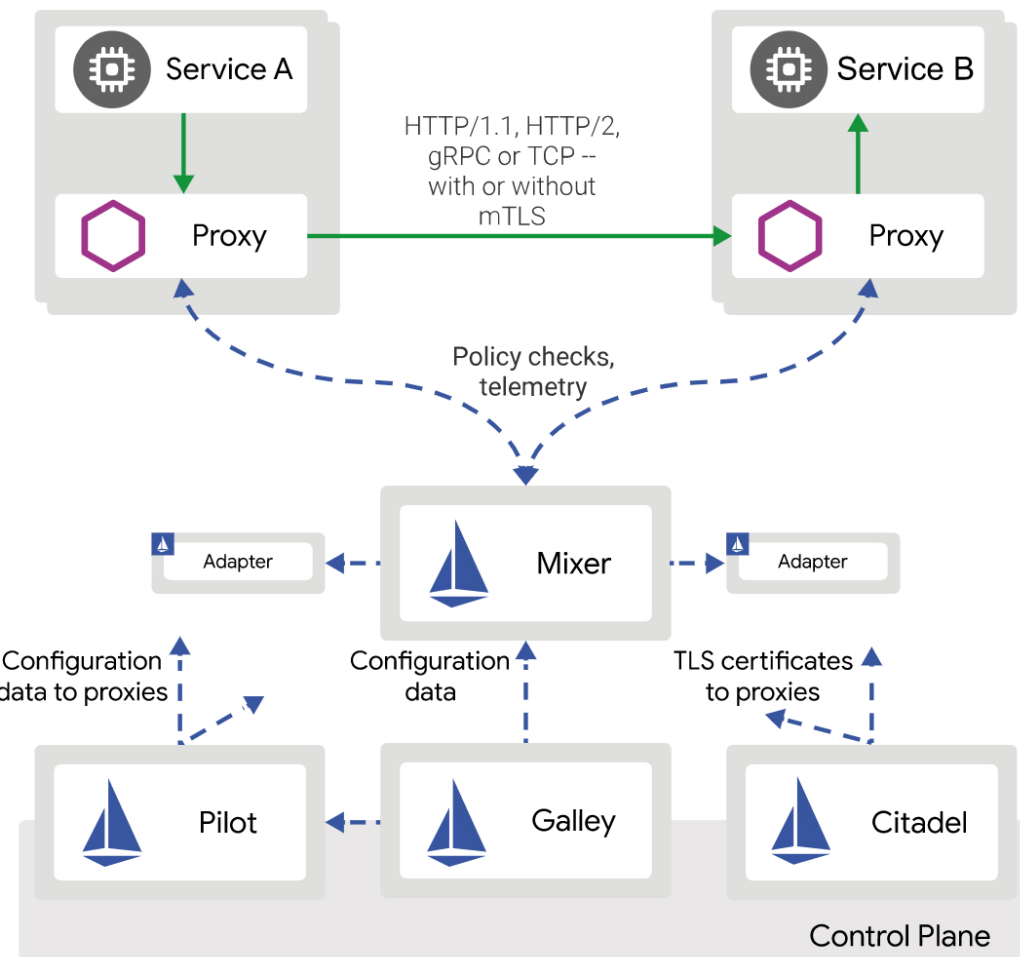 Service A
Service B
HTTP/1.1, HTTP/2,
gRPC or TCP --
with or without
mTLS
Proxy
Proxy
Policy checks,
telemetry
Mixer
Adapter
Adapter
Configuration
data to proxies
Configuration
data
TLS certificates
to proxies
Pilot
Galley
Citadel
Control Plane